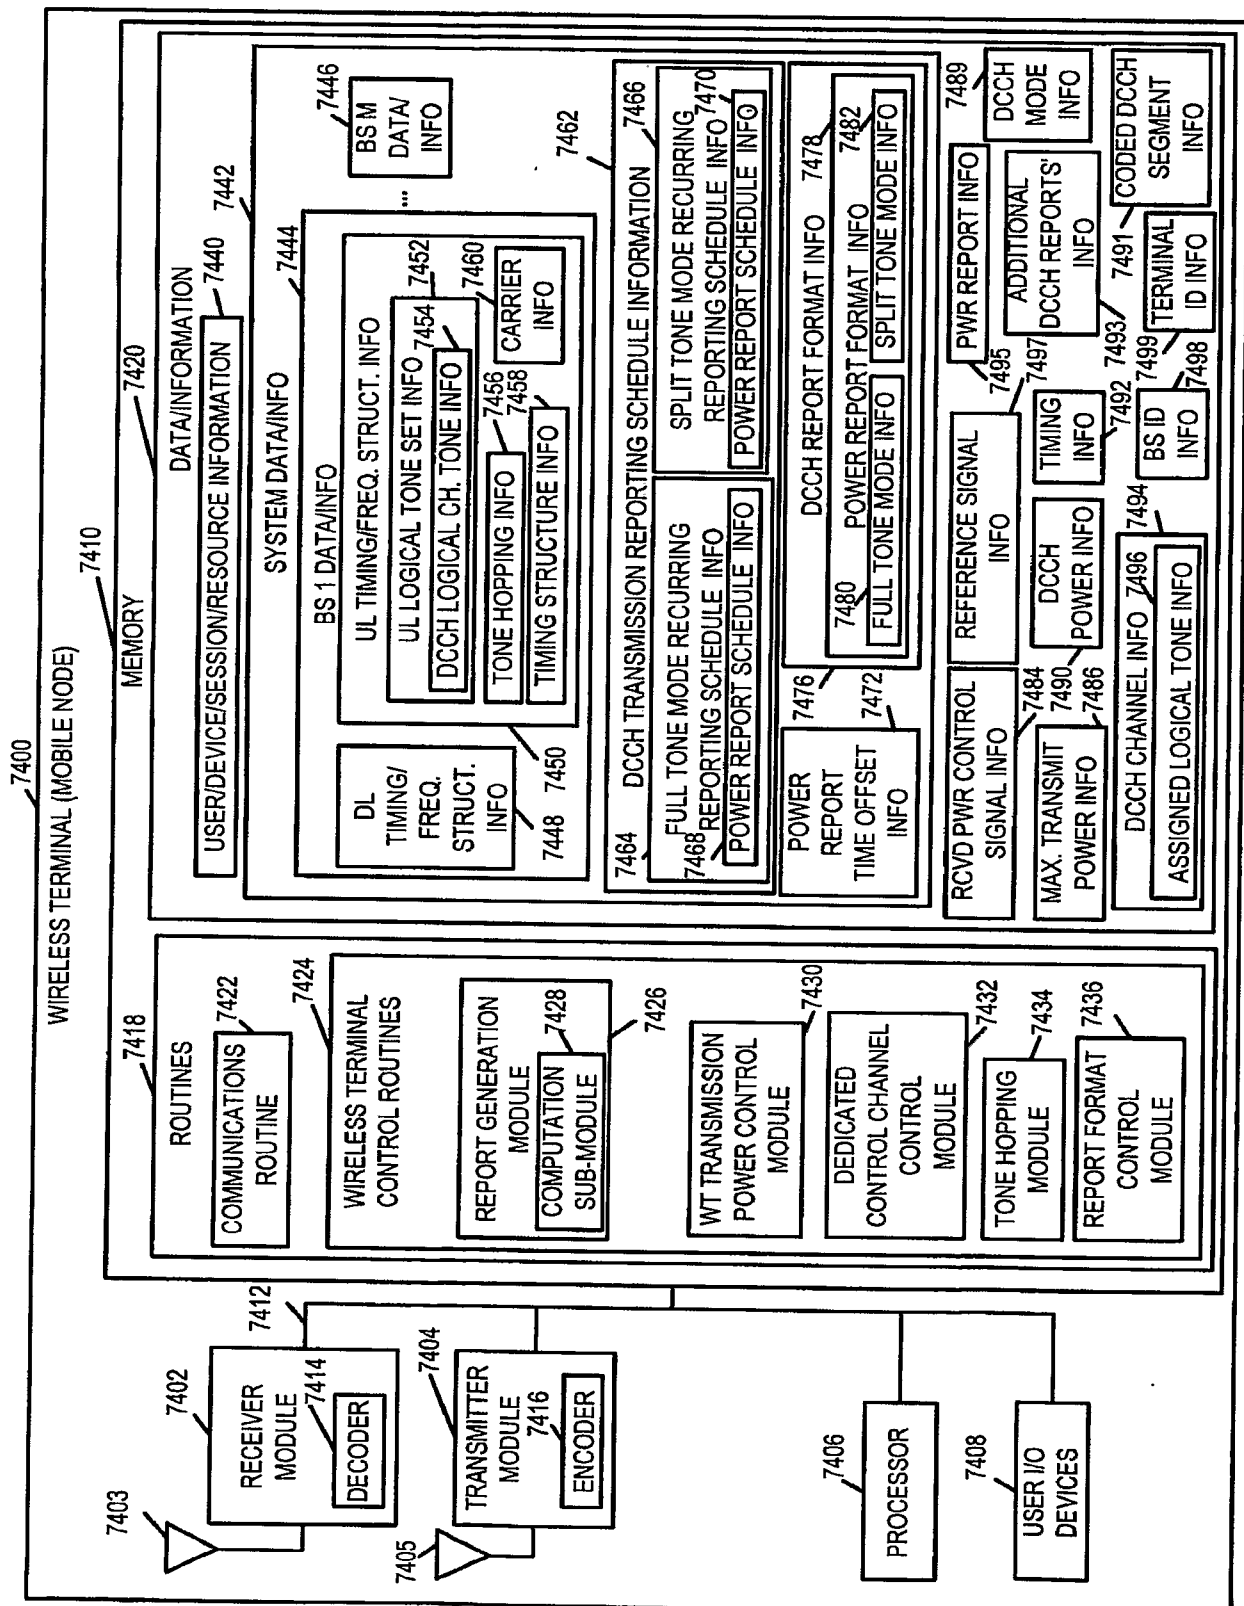 7400
WIRELESS TERMINAL (MOBILE NODE)
7403
7402
RECEIVER
MODULE
7414
DECODER
7412
7405
7404
TRANSMITTER
MODULE
7416
ENCODER
7406
PROCESSOR
7408
USER I/O
DEVICES
7410
MEMORY
7418
ROUTINES
7422
COMMUNICATIONS
ROUTINE
7424
WIRELESS TERMINAL
CONTROL ROUTINES
REPORT GENERATION
MODULE
7428
COMPUTATION
SUB-MODULE
7426
WT TRANSMISSION
POWER CONTROL
MODULE
7430
DEDICATED
CONTROL CHANNEL
CONTROL
MODULE
7432
TONE HOPPING
MODULE
7434
REPORT FORMAT
CONTROL
MODULE
7436
7420
DATA/INFORMATION
7440
USER/DEVICE/SESSION/RESOURCE INFORMATION
7442
SYSTEM DATA/INFO
7444
BS 1 DATA/INFO
7446
BS M
DATA/
INFO
...
DL
TIMING/
FREQ.
STRUCT.
INFO
7448
7450
UL TIMING/FREQ. STRUCT. INFO
7452
UL LOGICAL TONE SET INFO
7454
DCCH LOGICAL CH. TONE INFO
7456
TONE HOPPING INFO
7458
TIMING STRUCTURE INFO
7460
CARRIER
INFO
7462
DCCH TRANSMISSION REPORTING SCHEDULE INFORMATION
7464
FULL TONE MODE RECURRING
REPORTING SCHEDULE INFO
7468
POWER REPORT SCHEDULE INFO
7466
SPLIT TONE MODE RECURRING
REPORTING SCHEDULE INFO
7470
POWER REPORT SCHEDULE INFO
7472
POWER
REPORT
TIME OFFSET
INFO
7476
DCCH REPORT FORMAT INFO
7478
POWER REPORT FORMAT INFO
7480
FULL TONE MODE INFO
7482
SPLIT TONE MODE INFO
RCVD PWR CONTROL
SIGNAL INFO
7484
REFERENCE SIGNAL
INFO
7497
PWR REPORT INFO
7495
DCCH
MODE
INFO
7489
MAX. TRANSMIT
POWER INFO
7486
DCCH
POWER INFO
7490
TIMING
INFO
7492
ADDITIONAL
DCCH REPORTS'
INFO
7493
CODED DCCH
SEGMENT
INFO
7491
DCCH CHANNEL INFO
7494
7496
ASSIGNED LOGICAL TONE INFO
BS ID
INFO
7498
TERMINAL
ID INFO
7499